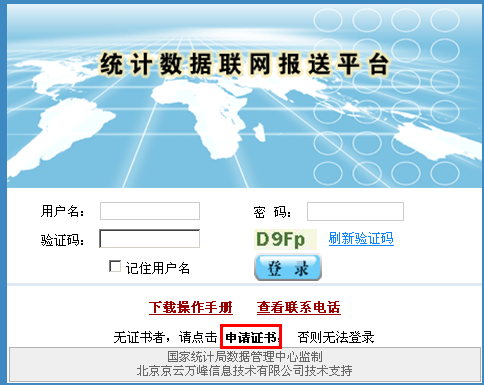 统计数据联网报送平台
用户名： 密 码：
验证码： D9Fp 刷新验证码
记住用户名 登 录
下载操作手册 查看联系电话
无证书者，请点击 申请证书， 否则无法登录
国家统计局数据管理中心监制
北京京云万峰信息技术有限公司技术支持